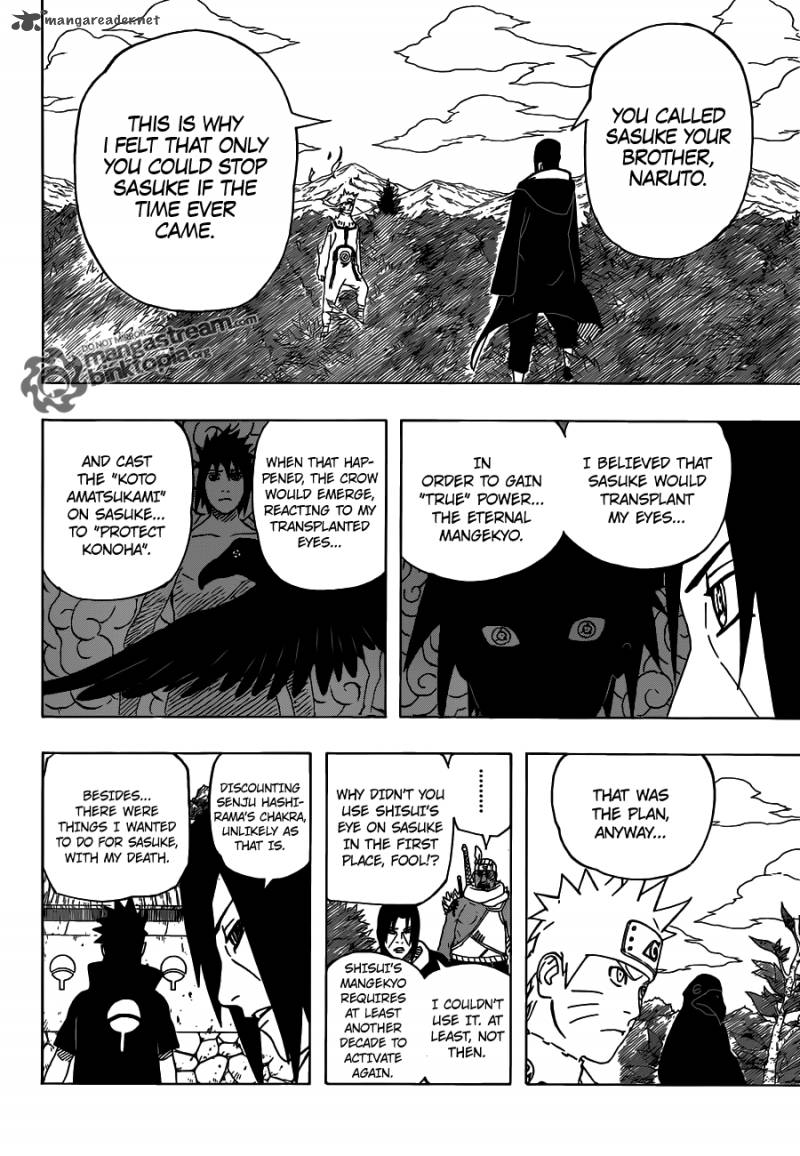 mangareader.net
YOU CALLED
SASUKE YOUR
BROTHER,
NARUTO.
THIS IS WHY
I FELT THAT ONLY
YOU COULD STOP
SASUKE IF THE
TIME EVER
CAME.
DO NOT MIRROR
mangastream.com
binktopia.org
I BELIEVED THAT
SASUKE WOULD
TRANSPLANT
MY EYES...
IN
ORDER TO GAIN
"TRUE" POWER...
THE ETERNAL
MANGEKYO.
WHEN THAT HAP-
PENED, THE CROW
WOULD EMERGE,
REACTING TO MY
TRANSPLANTED
EYES...
AND CAST
THE "KOTO
AMATSUKAMI"
ON SASUKE...
TO "PROTECT
KONOHA".
THAT WAS
THE PLAN,
ANYWAY...
........
WHY DIDN'T YOU
USE SHISUI'S
EYE ON SASUKE
IN THE FIRST
PLACE, FOOL!?
I COULDN'T
USE IT. AT
LEAST, NOT
THEN.
SHISUI'S
MANGEKYO
REQUIRES
AT LEAST
ANOTHER
DECADE TO
ACTIVATE
AGAIN.
DISCOUNTING
SENJU HASHI-
RAMA'S CHAKRA,
UNLIKELY AS
THAT IS.
BESIDES...
THERE WERE
THINGS I WANTED
TO DO FOR SASUKE,
WITH MY DEATH.